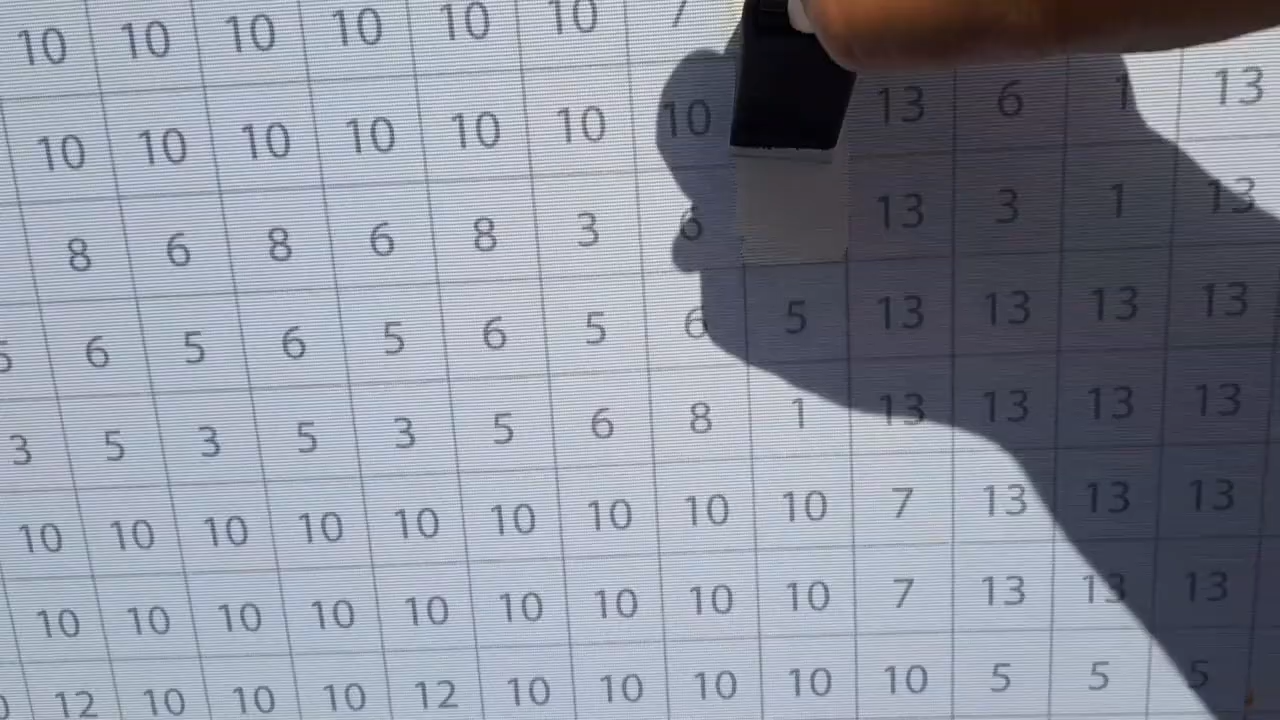 10 10 10 10 10 10 7
10 10 10 10 10 10 10 13 6 1 13
8 6 8 6 8 3 6 13 3 1 13
5 6 5 6 5 6 5 6 5 13 13 13 13
3 5 3 5 3 5 6 8 1 13 13 13 13
10 10 10 10 10 10 10 10 10 7 13 13 13
10 10 10 10 10 10 10 10 10 7 13 13 13
12 10 10 10 12 10 10 10 10 10 5 5 5